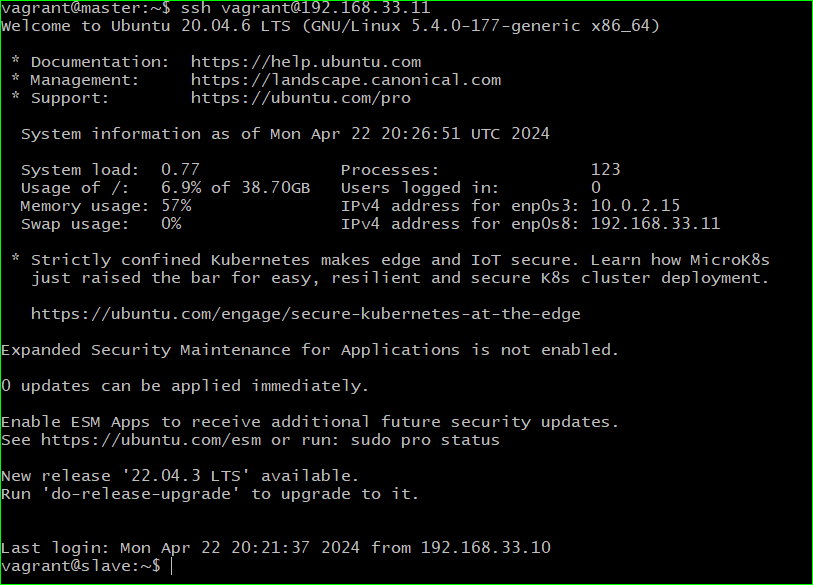 vagrant@master:~$ ssh vagrant@192.168.33.11
Welcome to Ubuntu 20.04.6 LTS (GNU/Linux 5.4.0-177-generic x86_64)
* Documentation: https://help.ubuntu.com
* Management: https://landscape.canonical.com
* Support: https://ubuntu.com/pro
System information as of Mon Apr 22 20:26:51 UTC 2024
System load: 0.77 Processes: 123
Usage of /: 6.9% of 38.70GB Users logged in: 0
Memory usage: 57% IPv4 address for enp0s3: 10.0.2.15
Swap usage: 0% IPv4 address for enp0s8: 192.168.33.11
* Strictly confined Kubernetes makes edge and IoT secure. Learn how MicroK8s
just raised the bar for easy, resilient and secure K8s cluster deployment.
https://ubuntu.com/engage/secure-kubernetes-at-the-edge
Expanded Security Maintenance for Applications is not enabled.
0 updates can be applied immediately.
Enable ESM Apps to receive additional future security updates.
See https://ubuntu.com/esm or run: sudo pro status
New release '22.04.3 LTS' available.
Run 'do-release-upgrade' to upgrade to it.
Last login: Mon Apr 22 20:21:37 2024 from 192.168.33.10
vagrant@slave:~$